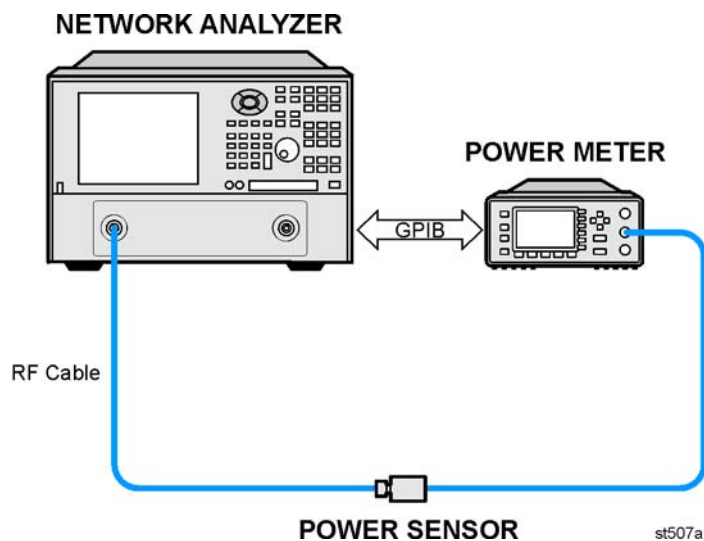 NETWORK ANALYZER
POWER METER
GPIB
RF Cable
POWER SENSOR
st507a